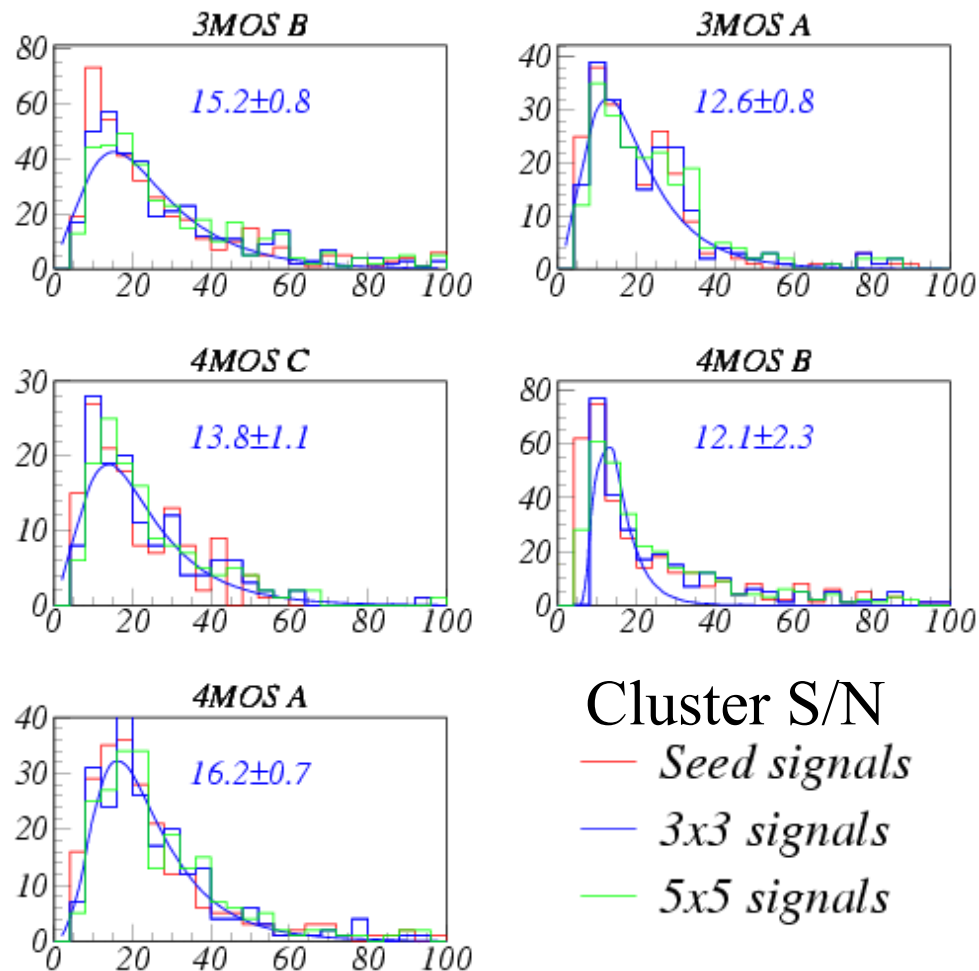 3MOS B
15.2±0.8
80
60
40
20
0
0 20 40 60 80 100
3MOS A
12.6±0.8
40
30
20
10
0
0 20 40 60 80 100
4MOS C
13.8±1.1
30
20
10
0
0 20 40 60 80 100
4MOS B
12.1±2.3
80
60
40
20
0
0 20 40 60 80 100
4MOS A
16.2±0.7
40
30
20
10
0
0 20 40 60 80 100
Cluster S/N
Seed signals
3x3 signals
5x5 signals